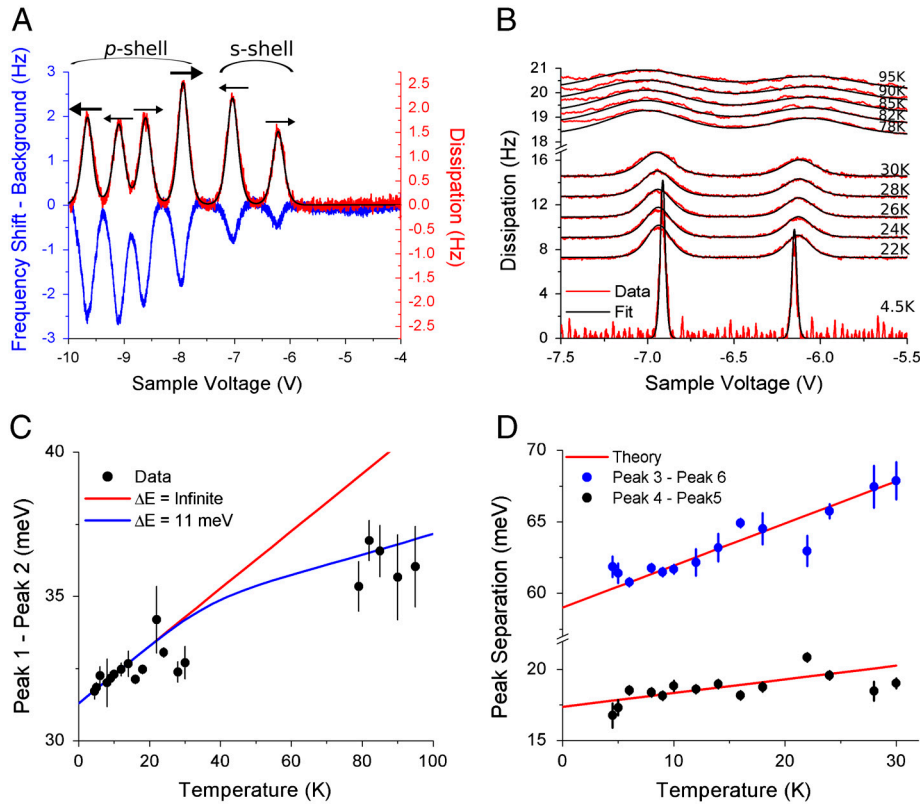 A
p-shell
s-shell
Frequency Shift - Background (Hz)
3
2
1
0
1
2
-3
2.5
2.0
1.5
1.0
0.5
0.0
0.5
-1.0
1.5
-2.0
-2.5
Dissipation (Hz)
-10
-9
-8
-7
-6
-5
-4
Sample Voltage (V)
B
Dissipation (Hz)
21
20
19
18
16
12
8
4
0
95K
90K
85K
82K
78K
30K
28K
26K
24K
22K
4.5K
Data
Fit
-7.5
-7.0
-6.5
-6.0
-5.5
Sample Voltage (V)
C
Peak 1 - Peak 2 (meV)
40
35
30
Data
ΔE = Infinite
ΔE = 11 meV
0
20
40
60
80
100
Temperature (K)
D
Peak Separation (meV)
70
65
60
20
15
Theory
Peak 3 - Peak 6
Peak 4 - Peak5
0
10
20
30
Temperature (K)